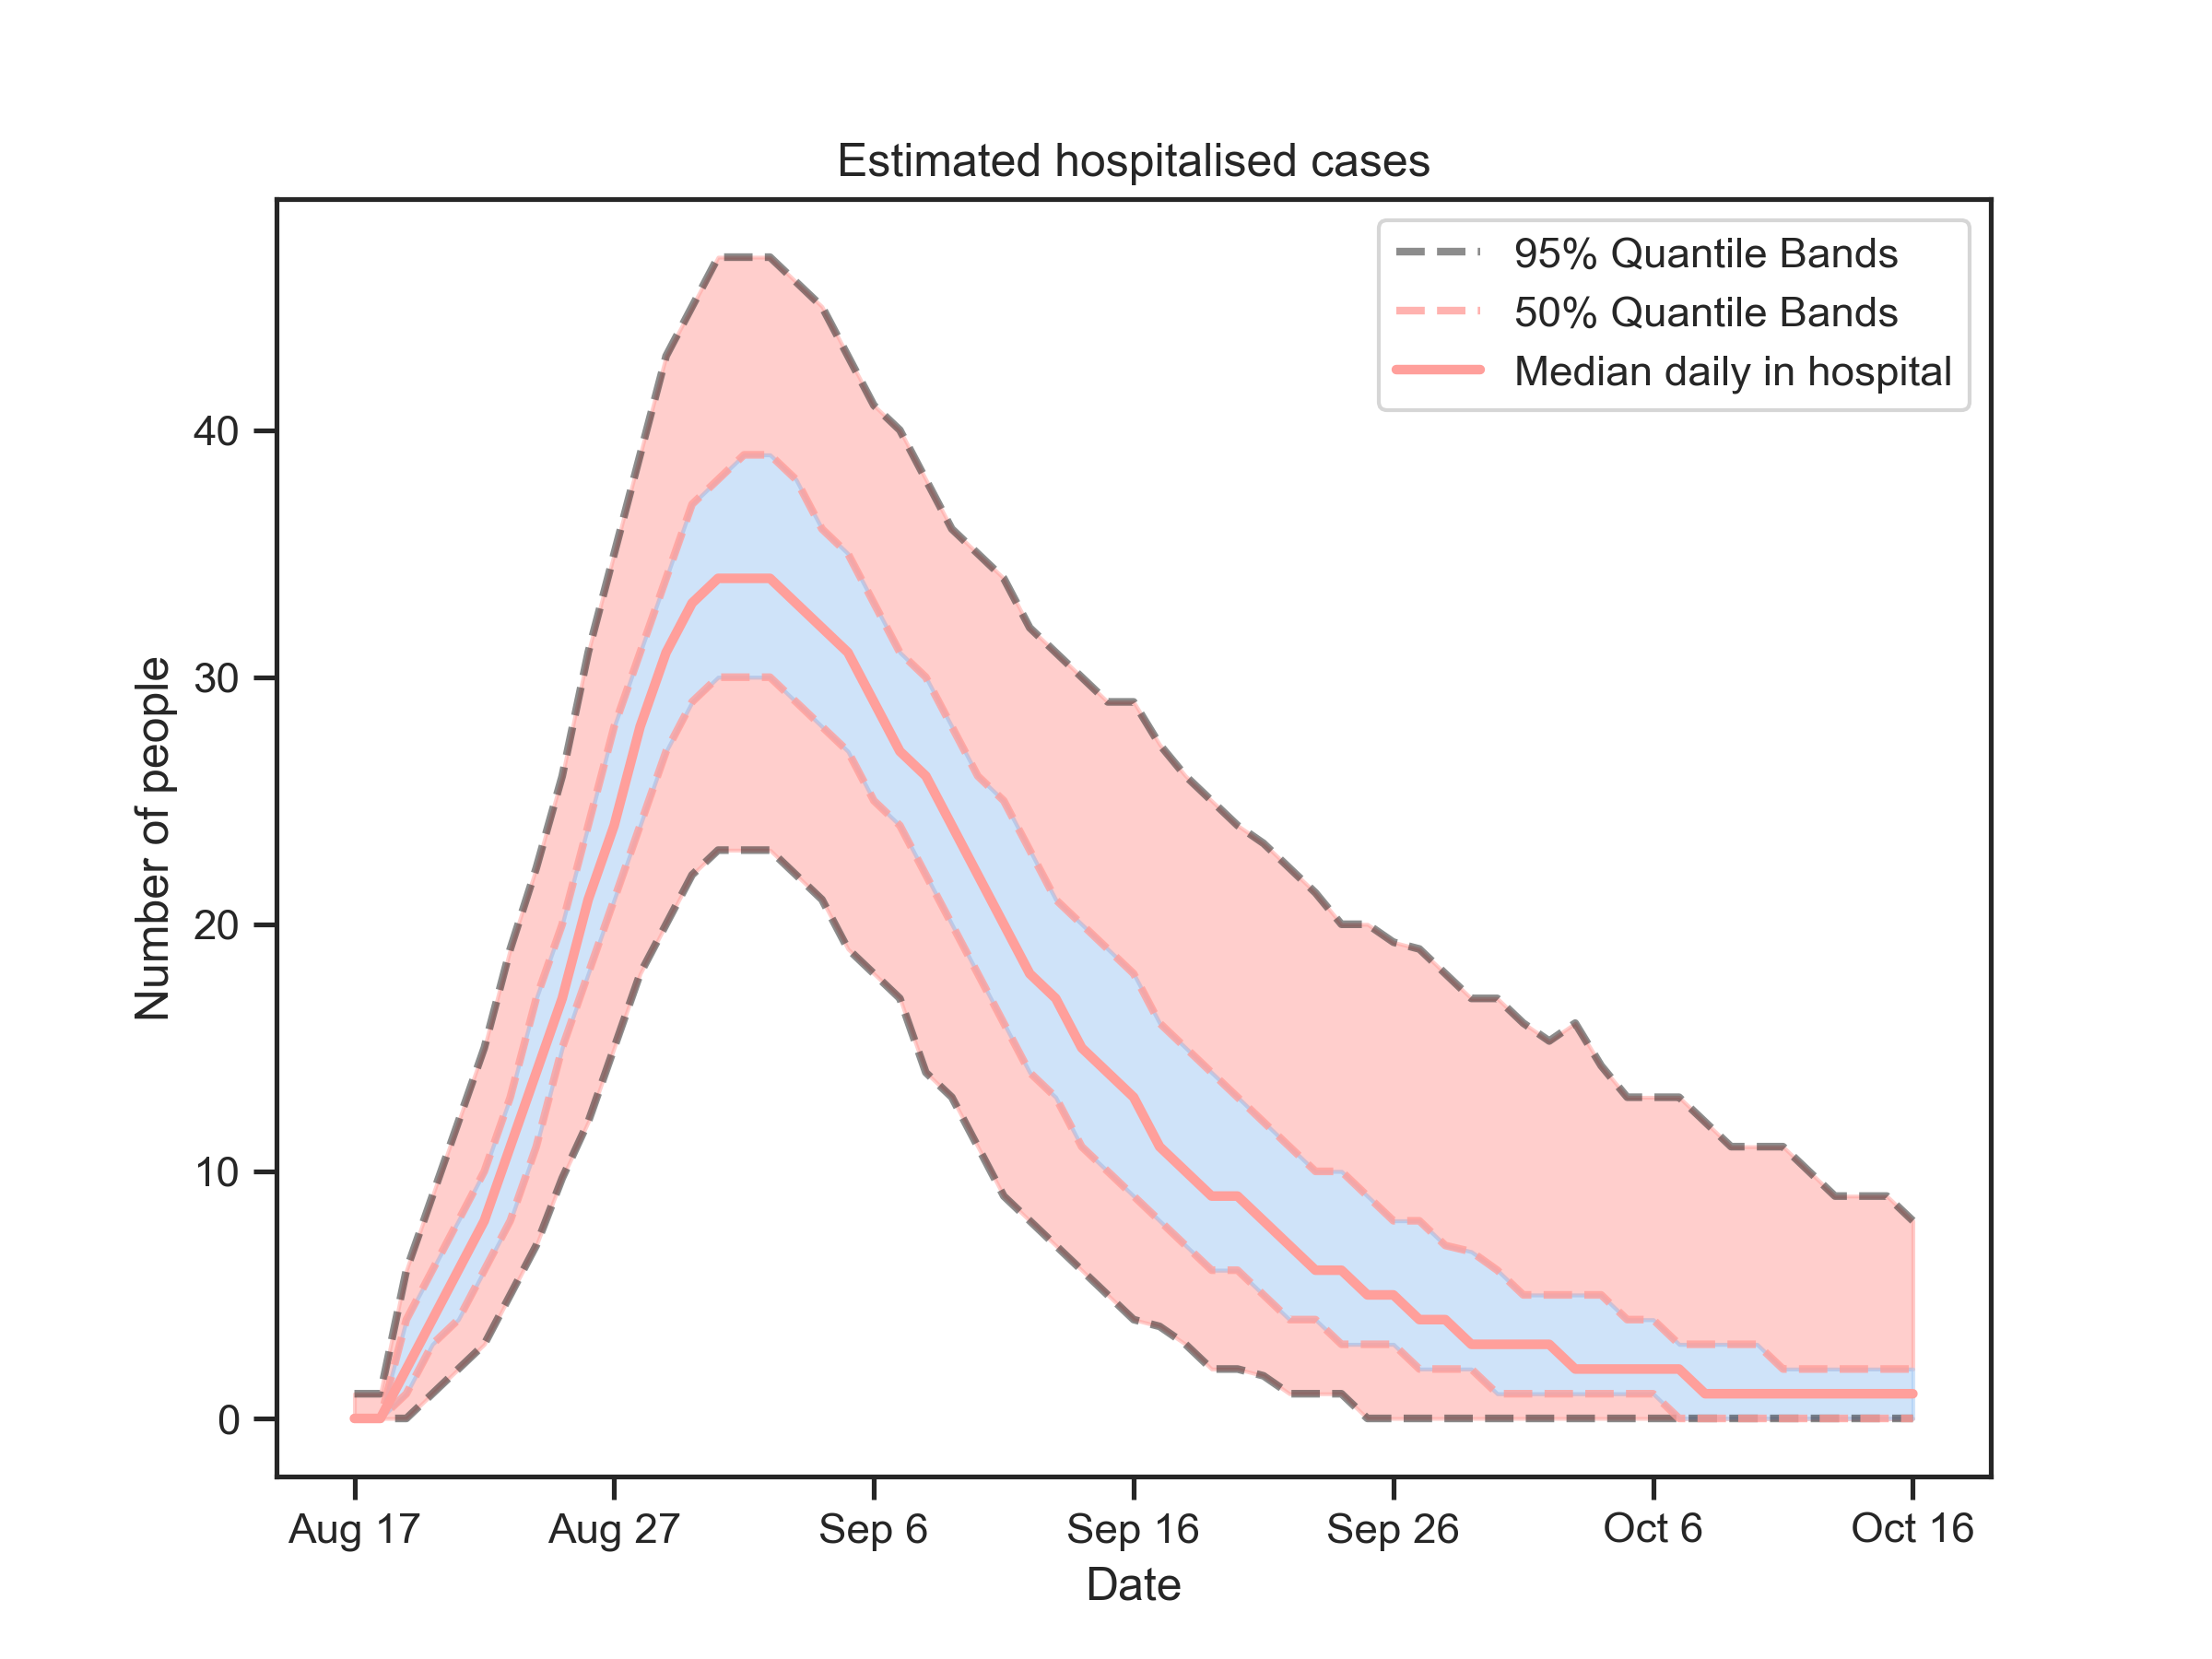 Estimated hospitalised cases
95% Quantile Bands
50% Quantile Bands
Median daily in hospital
Number of people
40
30
20
10
0
Aug 17
Aug 27
Sep 6
Sep 16
Sep 26
Oct 6
Oct 16
Date